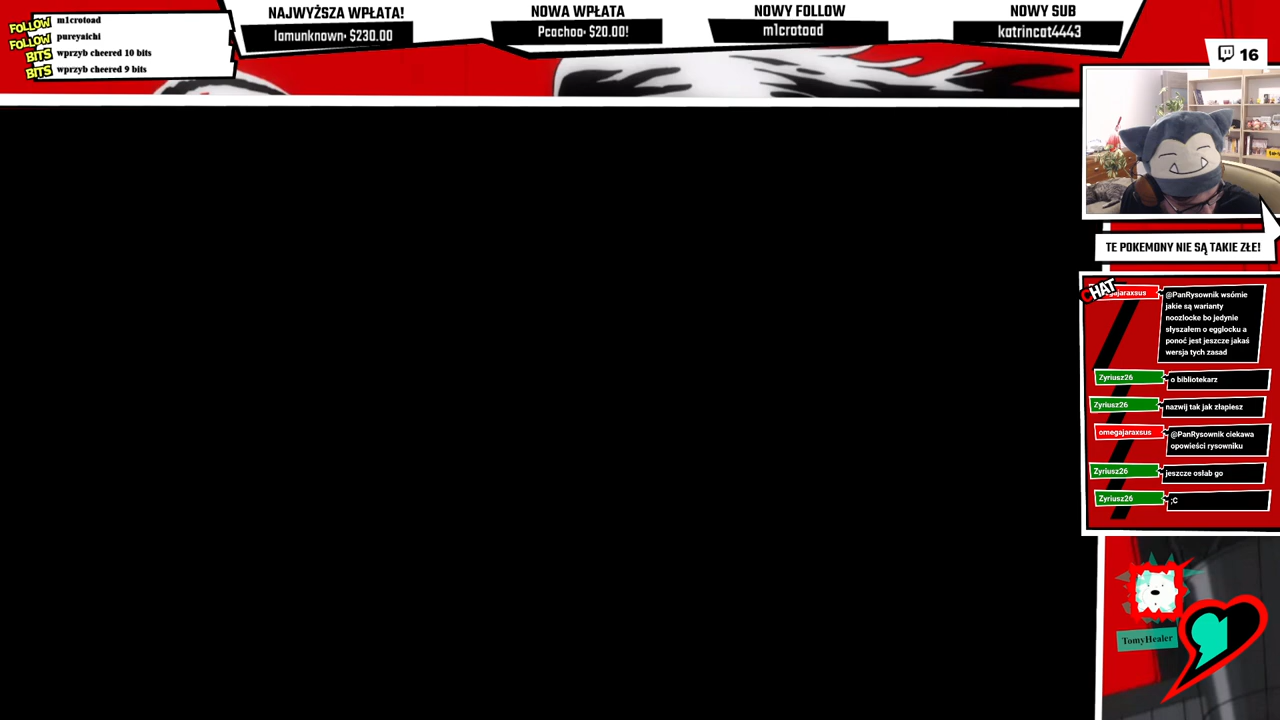 FOLLOW m1crotoad
FOLLOW pureyaichi
BITS wprzyb cheered 10 bits
BITS wprzyb cheered 9 bits
NAJWYŻSZA WPŁATA!
Iamunknown• $230.00
NOWA WPŁATA
Pcachao• $20.00!
NOWY FOLLOW
m1crotoad
NOWY SUB
katrincat4443
16
TE POKEMONY NIE SĄ TAKIE ZŁE!
CHAT
@PanRysownik wsómie
jakie są warianty
noozlocke bo jedynie
słyszałem o egglocku a
ponoć jest jeszcze jakaś
wersja tych zasad
Zyriusz26
o bibliotekarz
Zyriusz26
nazwij tak jak złapiesz
omegajaraxsus
@PanRysownik ciekawa
opowieści rysowniku
Zyriusz26
jeszcze osłab go
Zyriusz26
;C
TomyHealer